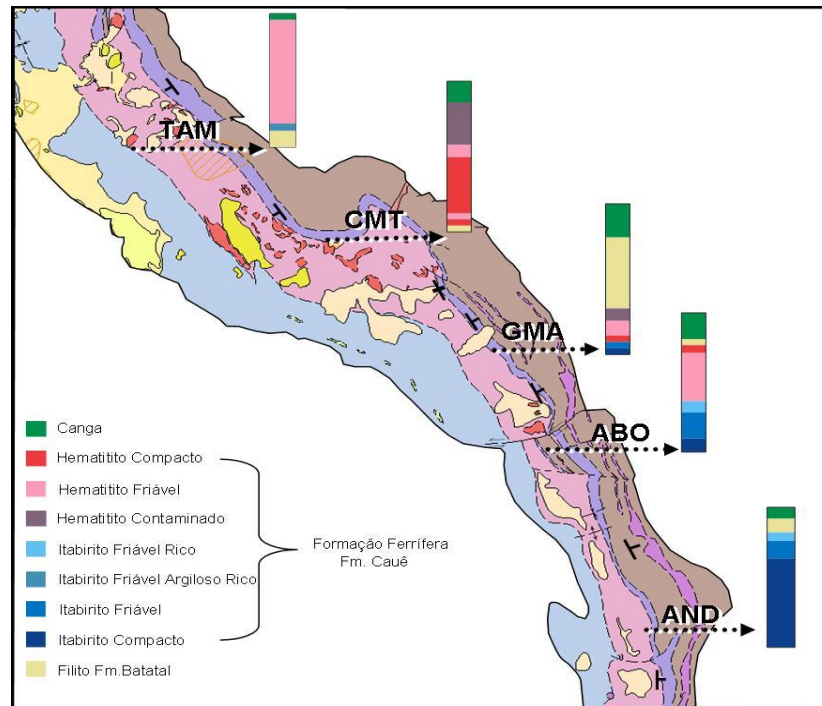 TAM
CMT
GMA
ABO
AND
Canga
Hematitito Compacto
Hematitito Friável
Hematitito Contaminado
Itabirito Friável Rico
Itabirito Friável Argiloso Rico
Itabirito Friável
Itabirito Compacto
Filito Fm.Batatal
Formação Ferrífera
Fm. Cauê